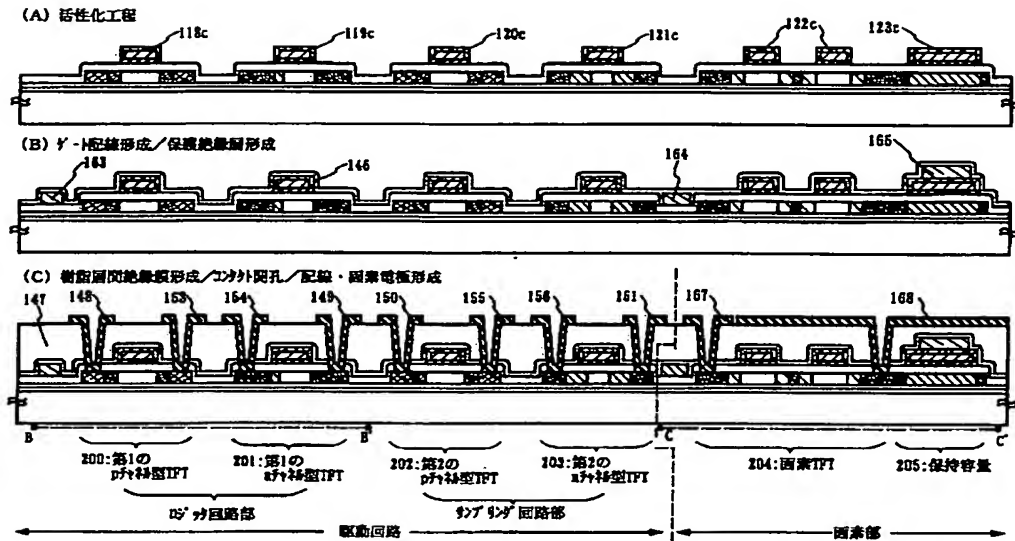 (A) 活性化工程
118c 119c 120c 121c 122c 123c
(B) ゲート配線形成／保護絶縁層形成
163 146 164 165
(C) 樹脂層間絶縁膜形成／コンタクト開孔／配線・画素電極形成
147 148 153 154 149 150 155 156 151 167 168
B B' C C'
200:第1の pチャネル型TFT
201:第1の nチャネル型TFT
202:第2の pチャネル型TFT
203:第2の nチャネル型TFT
204:画素TFT
205:保持容量
ロジック回路部 サンプリング回路部
駆動回路 画素部